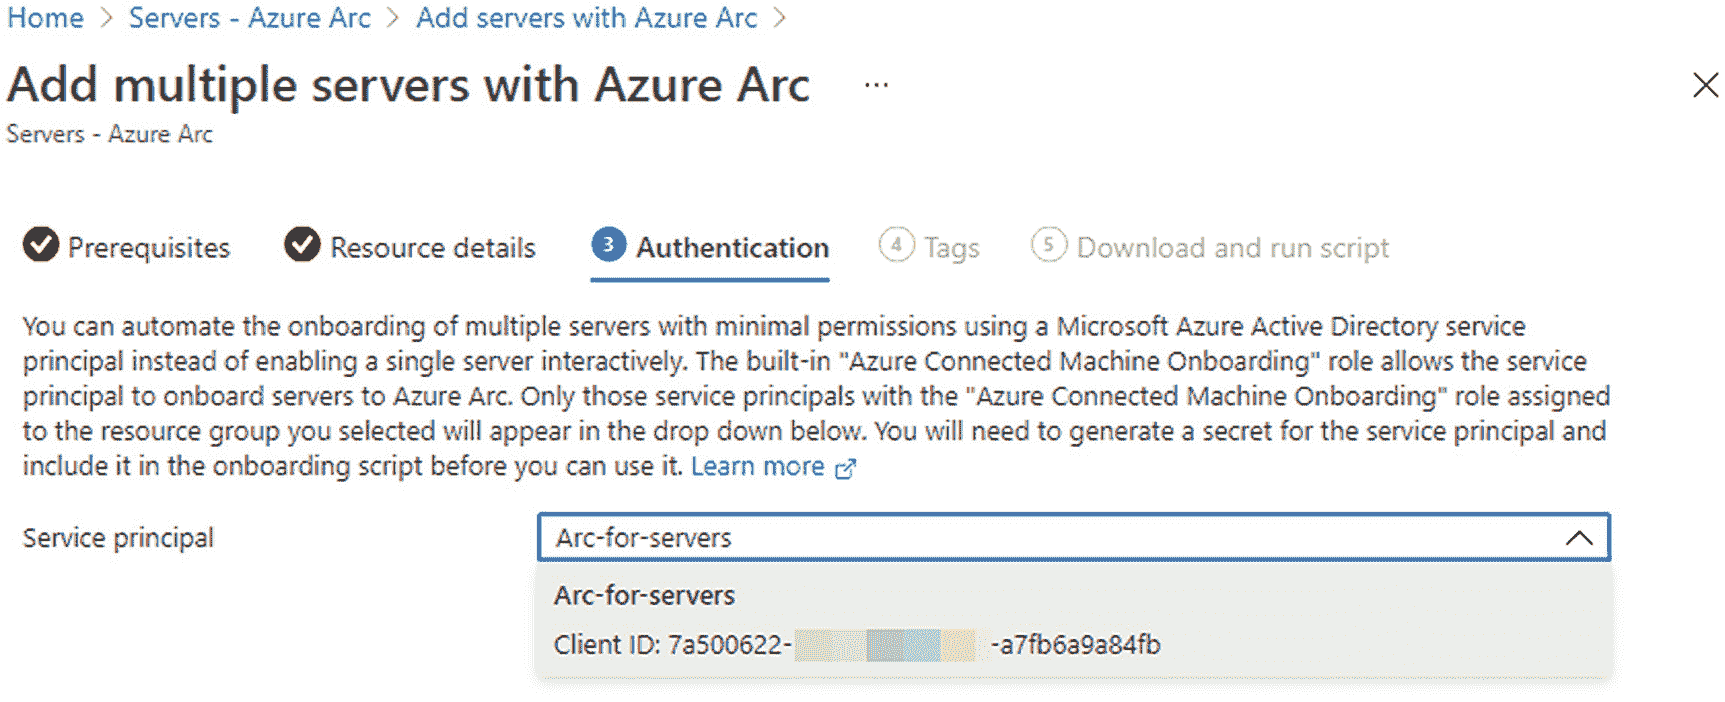 Home > Servers - Azure Arc > Add servers with Azure Arc >
Add multiple servers with Azure Arc ...
Servers - Azure Arc
Prerequisites Resource details 3 Authentication 4 Tags 5 Download and run script
You can automate the onboarding of multiple servers with minimal permissions using a Microsoft Azure Active Directory service
principal instead of enabling a single server interactively. The built-in "Azure Connected Machine Onboarding" role allows the service
principal to onboard servers to Azure Arc. Only those service principals with the "Azure Connected Machine Onboarding" role assigned
to the resource group you selected will appear in the drop down below. You will need to generate a secret for the service principal and
include it in the onboarding script before you can use it. Learn more
Service principal Arc-for-servers
Arc-for-servers
Client ID: 7a500622- -a7fb6a9a84fb